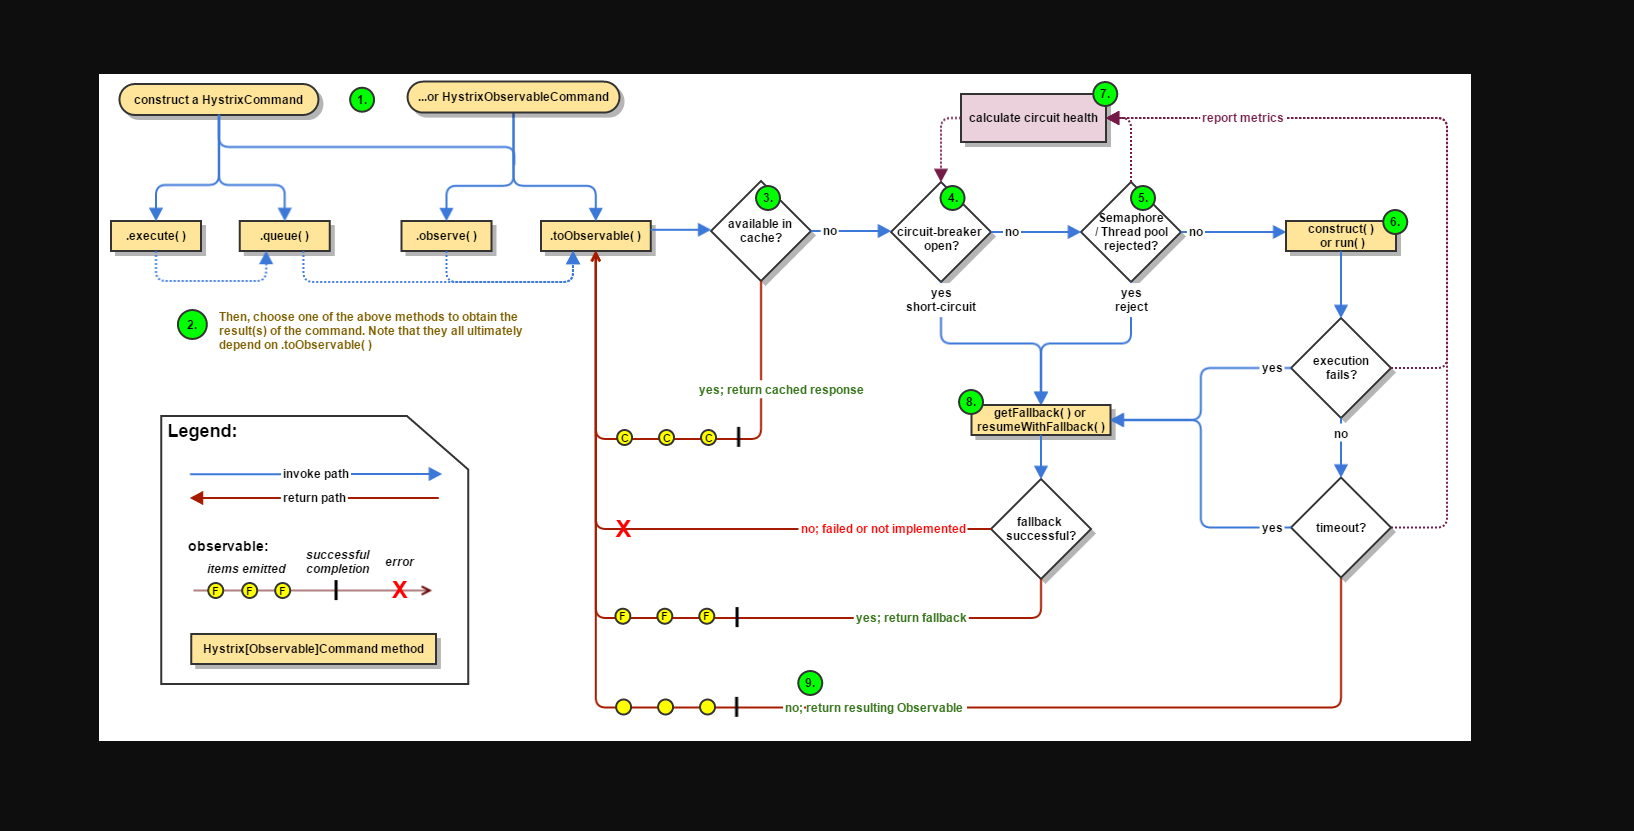 construct a HystrixCommand
1.
...or HystrixObservableCommand
7.
calculate circuit health
report metrics
.execute( )
.queue( )
.observe( )
.toObservable( )
3.
available in
cache?
no
4.
circuit-breaker
open?
no
5.
Semaphore
/ Thread pool
rejected?
no
6.
construct( )
or run( )
yes
short-circuit
yes
reject
2.
Then, choose one of the above methods to obtain the
result(s) of the command. Note that they all ultimately
depend on .toObservable( )
execution
fails?
yes
no
yes; return cached response
C
C
C
8.
getFallback( ) or
resumeWithFallback( )
Legend:
invoke path
return path
observable:
items emitted
successful
completion
error
F
F
F
X
Hystrix[Observable]Command method
X
no; failed or not implemented
fallback
successful?
yes
timeout?
F
F
F
yes; return fallback
9.
no; return resulting Observable